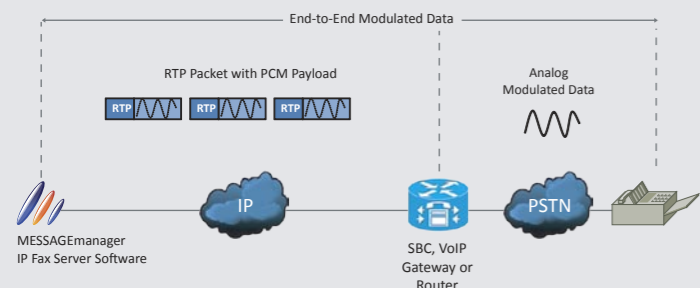 End-to-End Modulated Data
RTP Packet with PCM Payload
Analog
Modulated Data
RTP
RTP
RTP
IP
PSTN
MESSAGEmanager
IP Fax Server Software
SBC, VoIP
Gateway or
Router